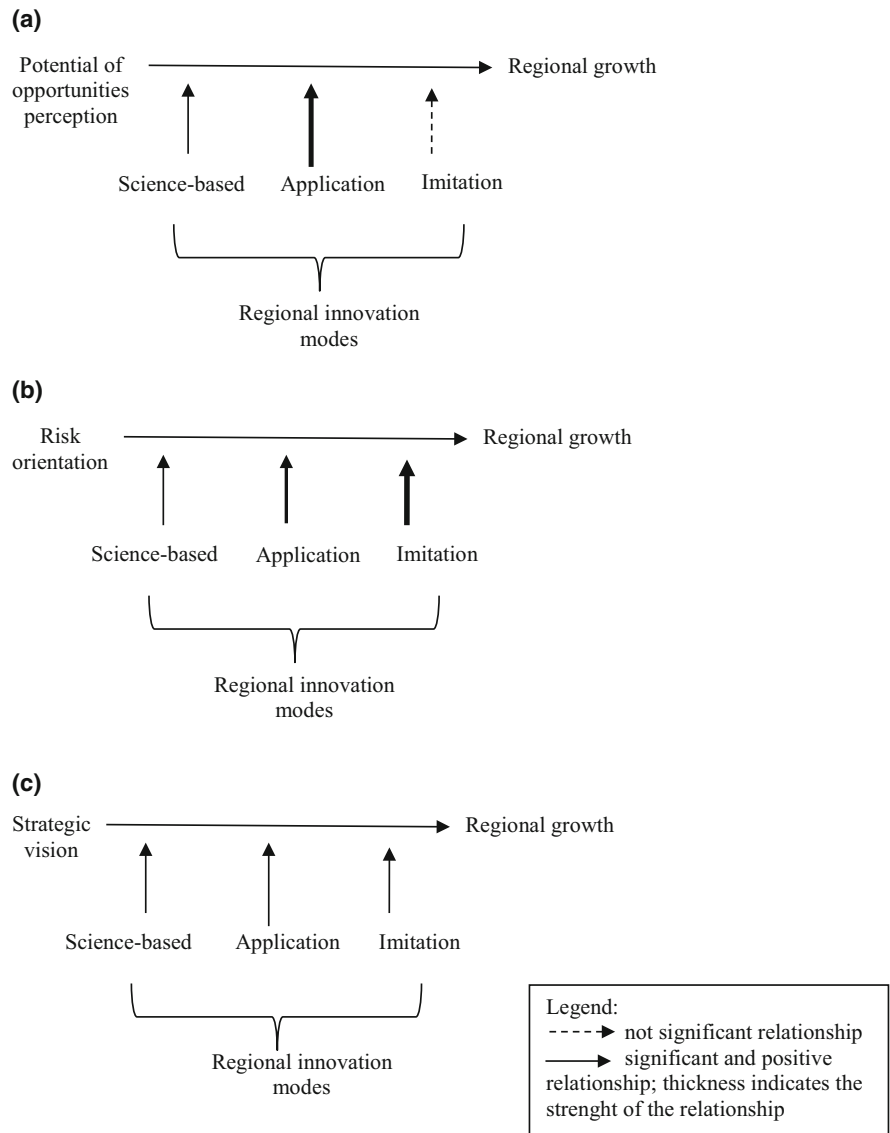 (a)
Potential of
opportunities
perception
Regional growth
Science-based
Application
Imitation
Regional innovation
modes
(b)
Risk
orientation
Regional growth
Science-based
Application
Imitation
Regional innovation
modes
(c)
Strategic
vision
Regional growth
Science-based
Application
Imitation
Regional innovation
modes
Legend:
not significant relationship
significant and positive
relationship; thickness indicates the
strenght of the relationship